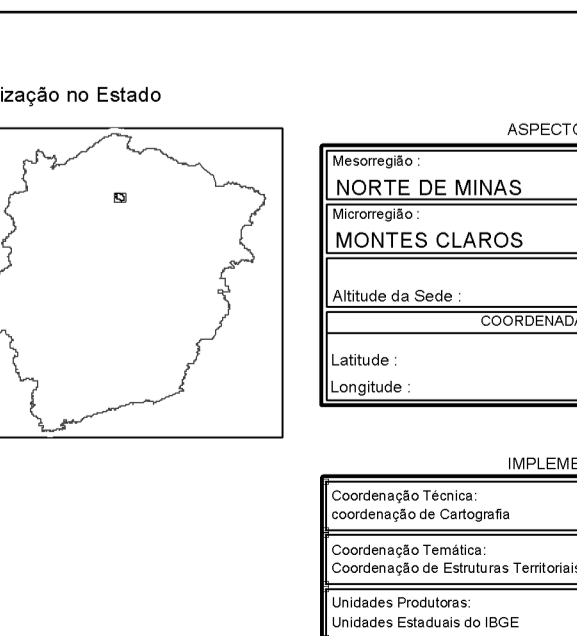 ização no Estado
ASPECTO
Mesorregião :
NORTE DE MINAS
Microrregião :
MONTES CLAROS
Altitude da Sede :
COORDENADA
Latitude :
Longitude :
IMPLEME
Coordenação Técnica:
coordenação de Cartografia
Coordenação Temática:
Coordenação de Estruturas Territoriais
Unidades Produtoras:
Unidades Estaduais do IBGE